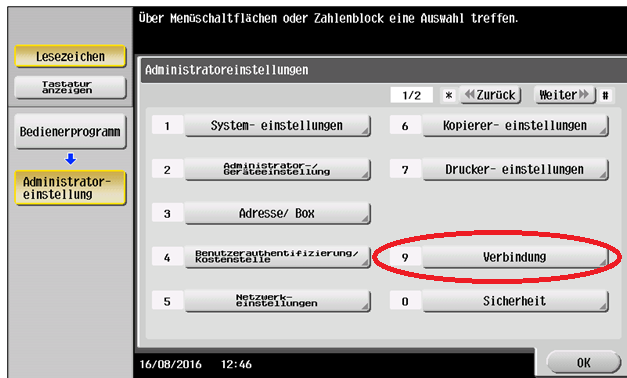 Über Menüschaltflächen oder Zahlenblock eine Auswahl treffen.
Lesezeichen
Tastatur
anzeigen
Bedienerprogramm
Administrator-
einstellung
Administratoreinstellungen
1/2 * Zurück Weiter #
1 System- einstellungen
6 Kopierer- einstellungen
2 Administrator-/
Geräteeinstellung
7 Drucker- einstellungen
3 Adresse/ Box
4 Benutzerauthentifizierung/
Kostenstelle
9 Verbindung
5 Netzwerk-
einstellungen
0 Sicherheit
16/08/2016 12:46
OK